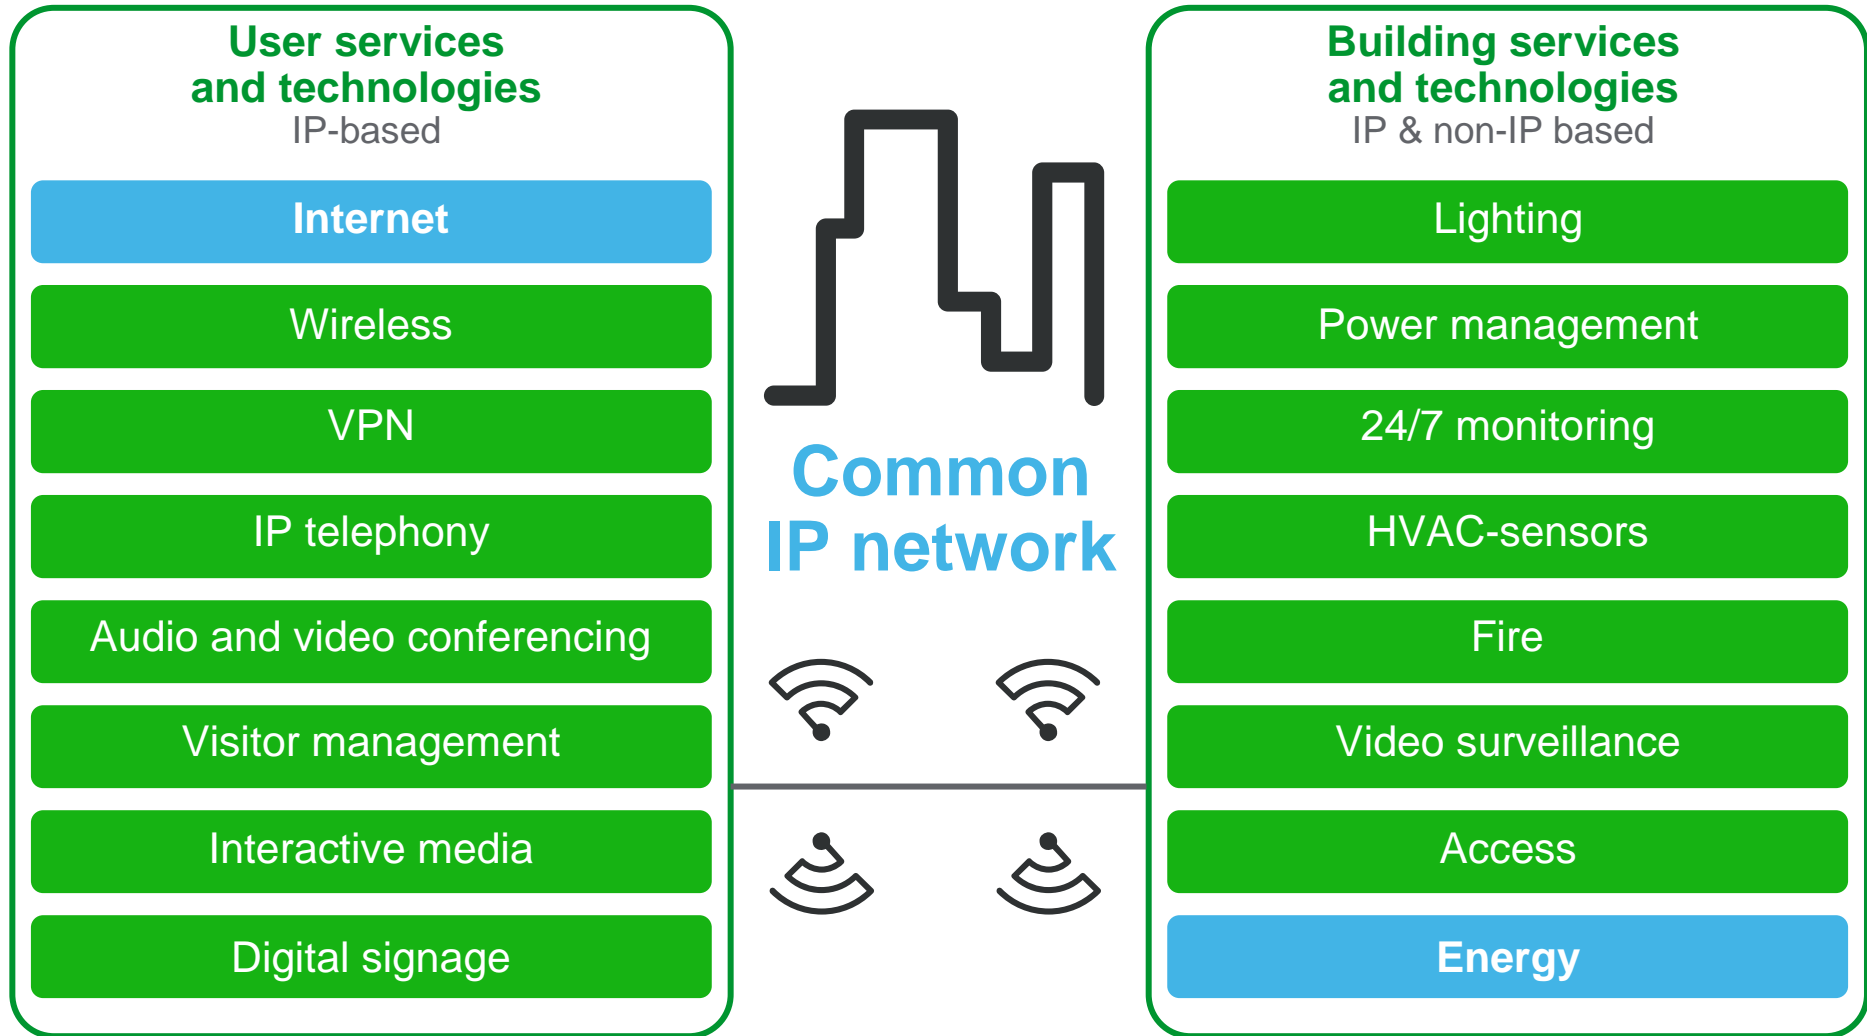 User services
and technologies
IP-based
Internet
Wireless
VPN
IP telephony
Audio and video conferencing
Visitor management
Interactive media
Digital signage
Common
IP network
Building services
and technologies
IP & non-IP based
Lighting
Power management
24/7 monitoring
HVAC-sensors
Fire
Video surveillance
Access
Energy